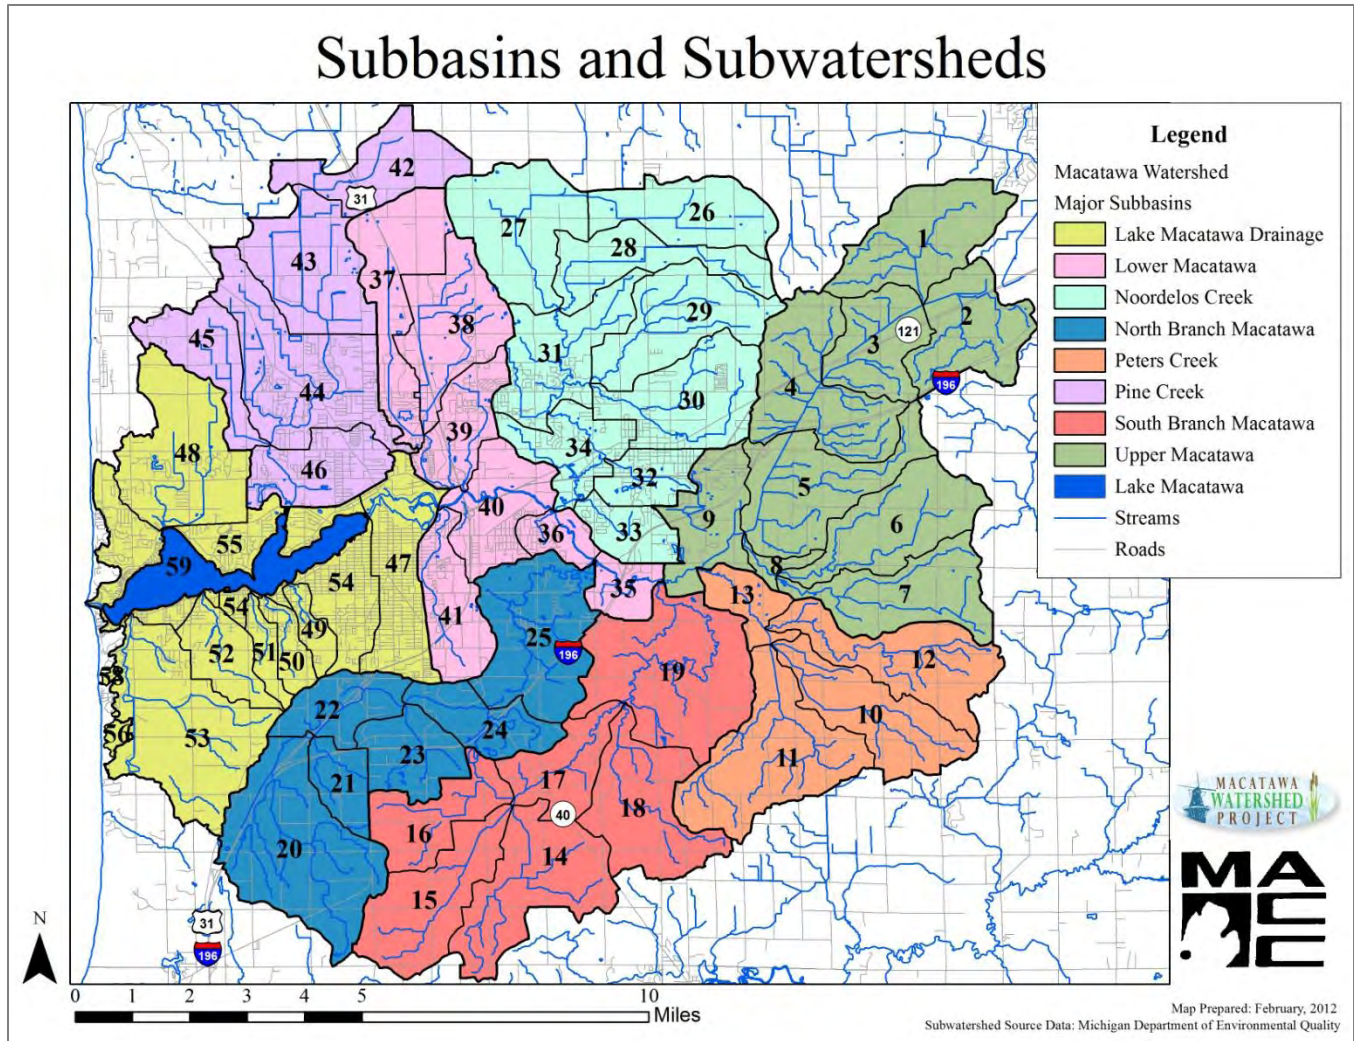 Subbasins and Subwatersheds
Legend
Macatawa Watershed
Major Subbasins
Lake Macatawa Drainage
Lower Macatawa
Noordelos Creek
North Branch Macatawa
Peters Creek
Pine Creek
South Branch Macatawa
Upper Macatawa
Lake Macatawa
Streams
Roads
42
31
26
27
1
28
43
37
2
29
38
121
3
45
31
196
4
44
30
39
34
48
46
32
5
40
9
6
36
33
55
59
47
8
54
35
7
13
54
49
41
25
51
52
50
196
12
19
58
22
10
24
56
53
23
11
21
17
40
18
16
20
14
15
31
196
N
0 1 2 3 4 5 10
Miles
MACATAWA
WATERSHED
PROJECT
MACC
Map Prepared: February, 2012
Subwatershed Source Data: Michigan Department of Environmental Quality